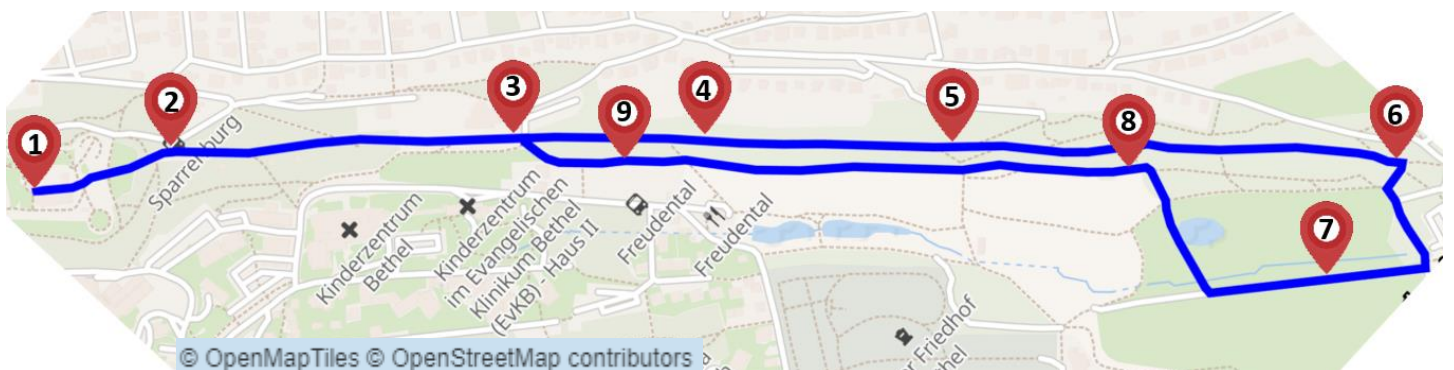 1
2
3
4
5
6
7
8
9
Sparrenburg
Kinderzentrum
Bethel
Kinderzentrum
im Evangelischen
Klinikum Bethel
(EvKB) - Haus II
Freudental
Freudental
Friedhof
© OpenMapTiles © OpenStreetMap contributors